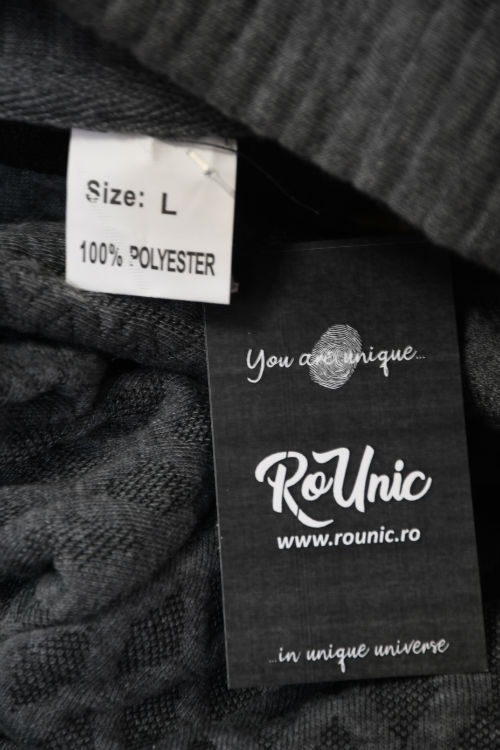 Size: L
100% POLYESTER
You are unique...
RoUnic
www.rounic.ro
...in unique universe